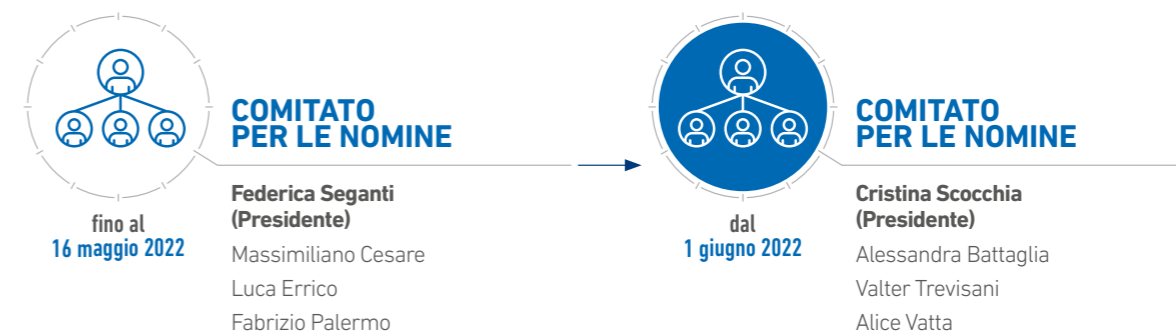 COMITATO
PER LE NOMINE
Federica Seganti
(Presidente)
Massimiliano Cesare
Luca Errico
Fabrizio Palermo
fino al
16 maggio 2022
COMITATO
PER LE NOMINE
Cristina Scocchia
(Presidente)
Alessandra Battaglia
Valter Trevisani
Alice Vatta
dal
1 giugno 2022